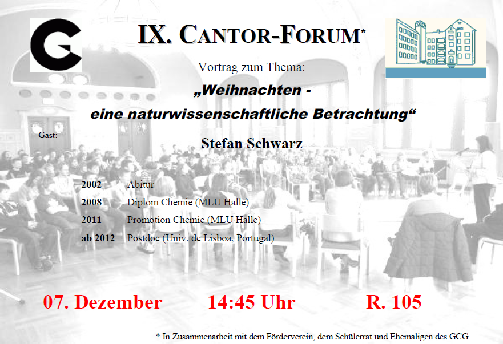 IX. CANTOR-FORUM*
Vortrag zum Thema:
„Weihnachten -
eine naturwissenschaftliche Betrachtung“
Gast:
Stefan Schwarz
2002 Abitur
2008 Diplom Chemie (MLU Halle)
2011 Promotion Chemie (MLU Halle)
ab 2012 Postdoc (Univ. de Lisboa, Portugal)
07. Dezember 14:45 Uhr R. 105
* In Zusammenarbeit mit dem Förderverein, dem Schülerrat und Ehemaligen des GCG